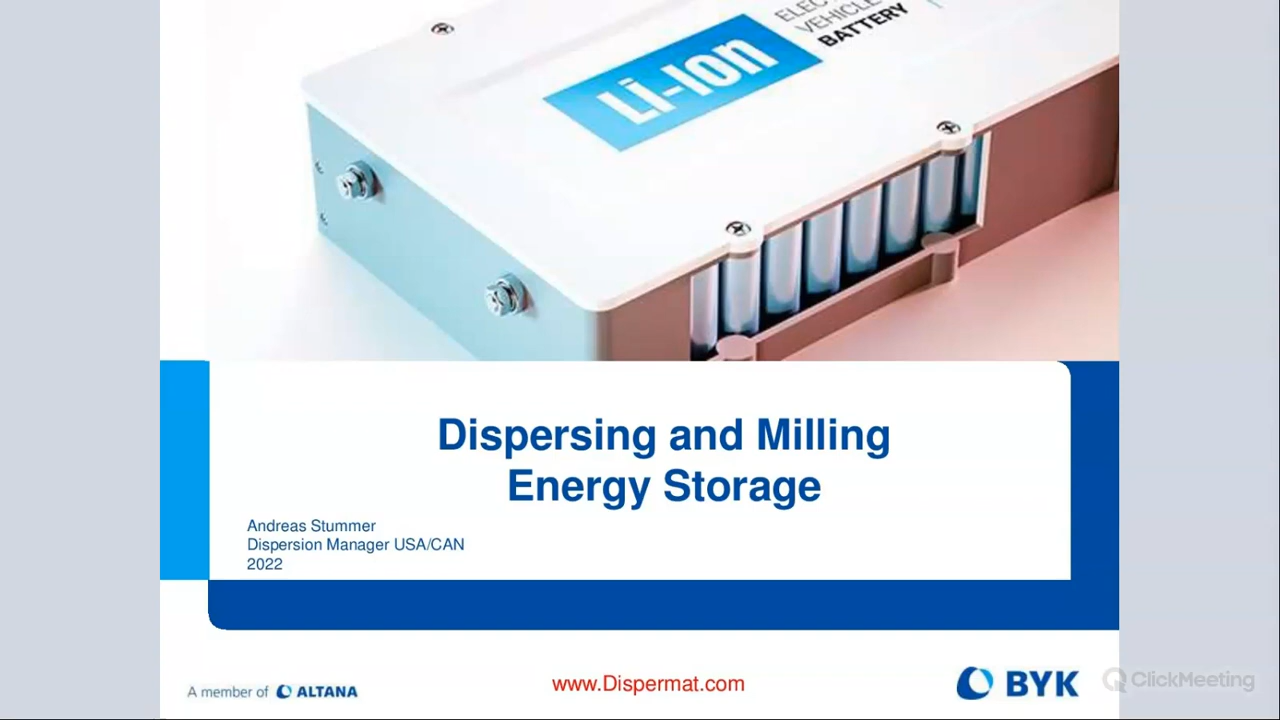 Li-Ion
VEHICLE
BATTERY
Dispersing and Milling
Energy Storage
Andreas Stummer
Dispersion Manager USA/CAN
2022
A member of ALTANA
www.Dispermat.com
BYK
ClickMeeting